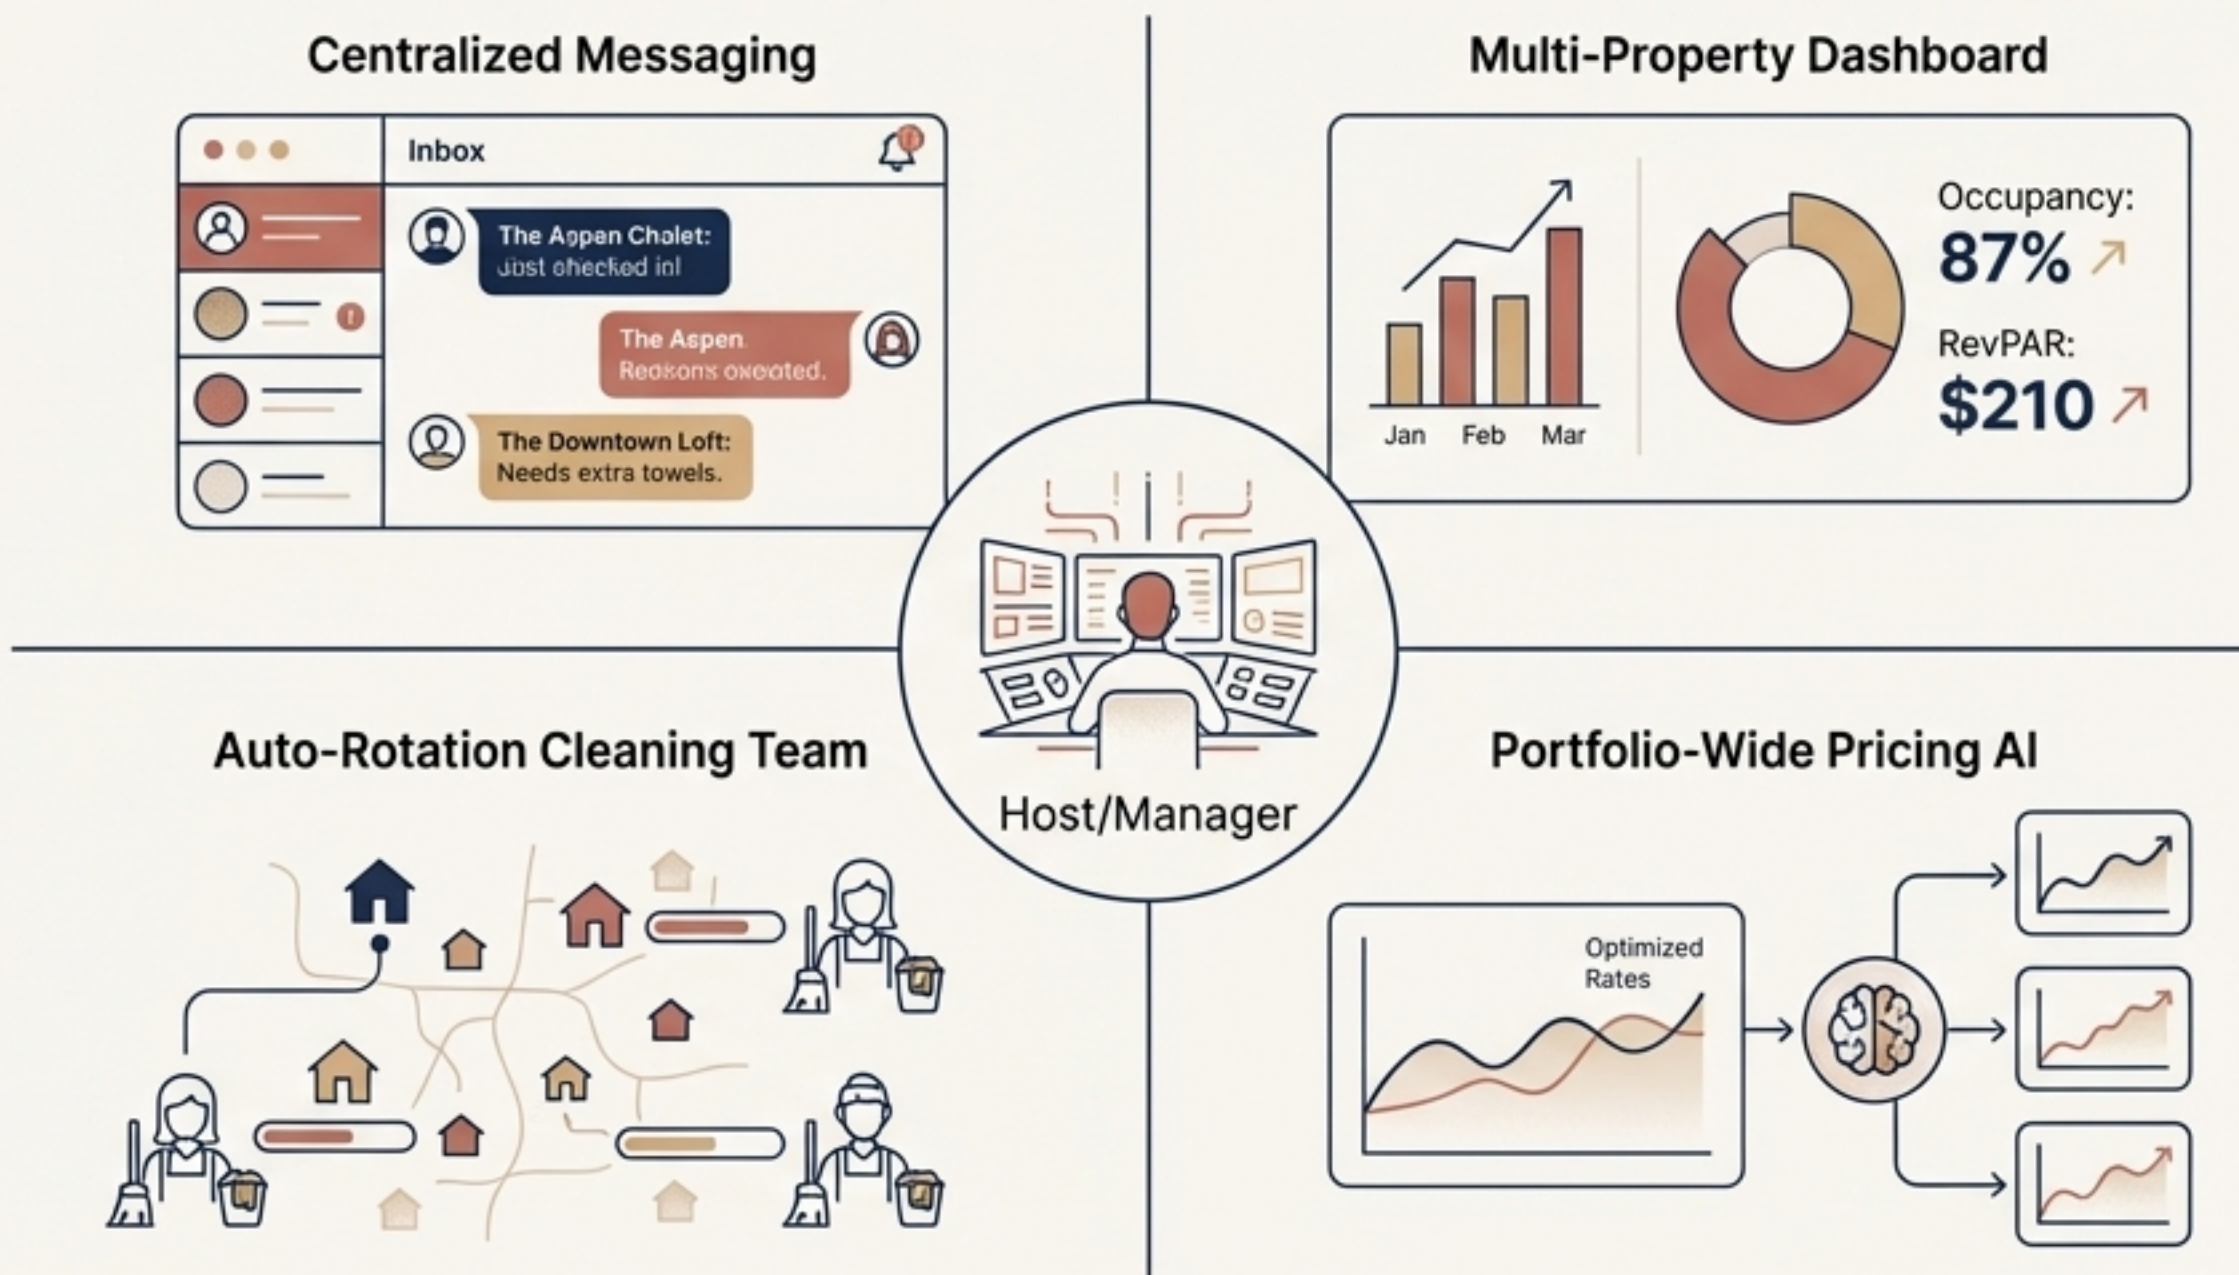 Centralized Messaging
Inbox
The Appen Chalet:
The Aspen
The Downtown Loft:
Needs extra towels.
Multi-Property Dashboard
Jan Feb Mar
Occupancy:
87%
RevPAR:
$210
Host/Manager
Auto-Rotation Cleaning Team
Portfolio-Wide Pricing AI
Optimized
Rates